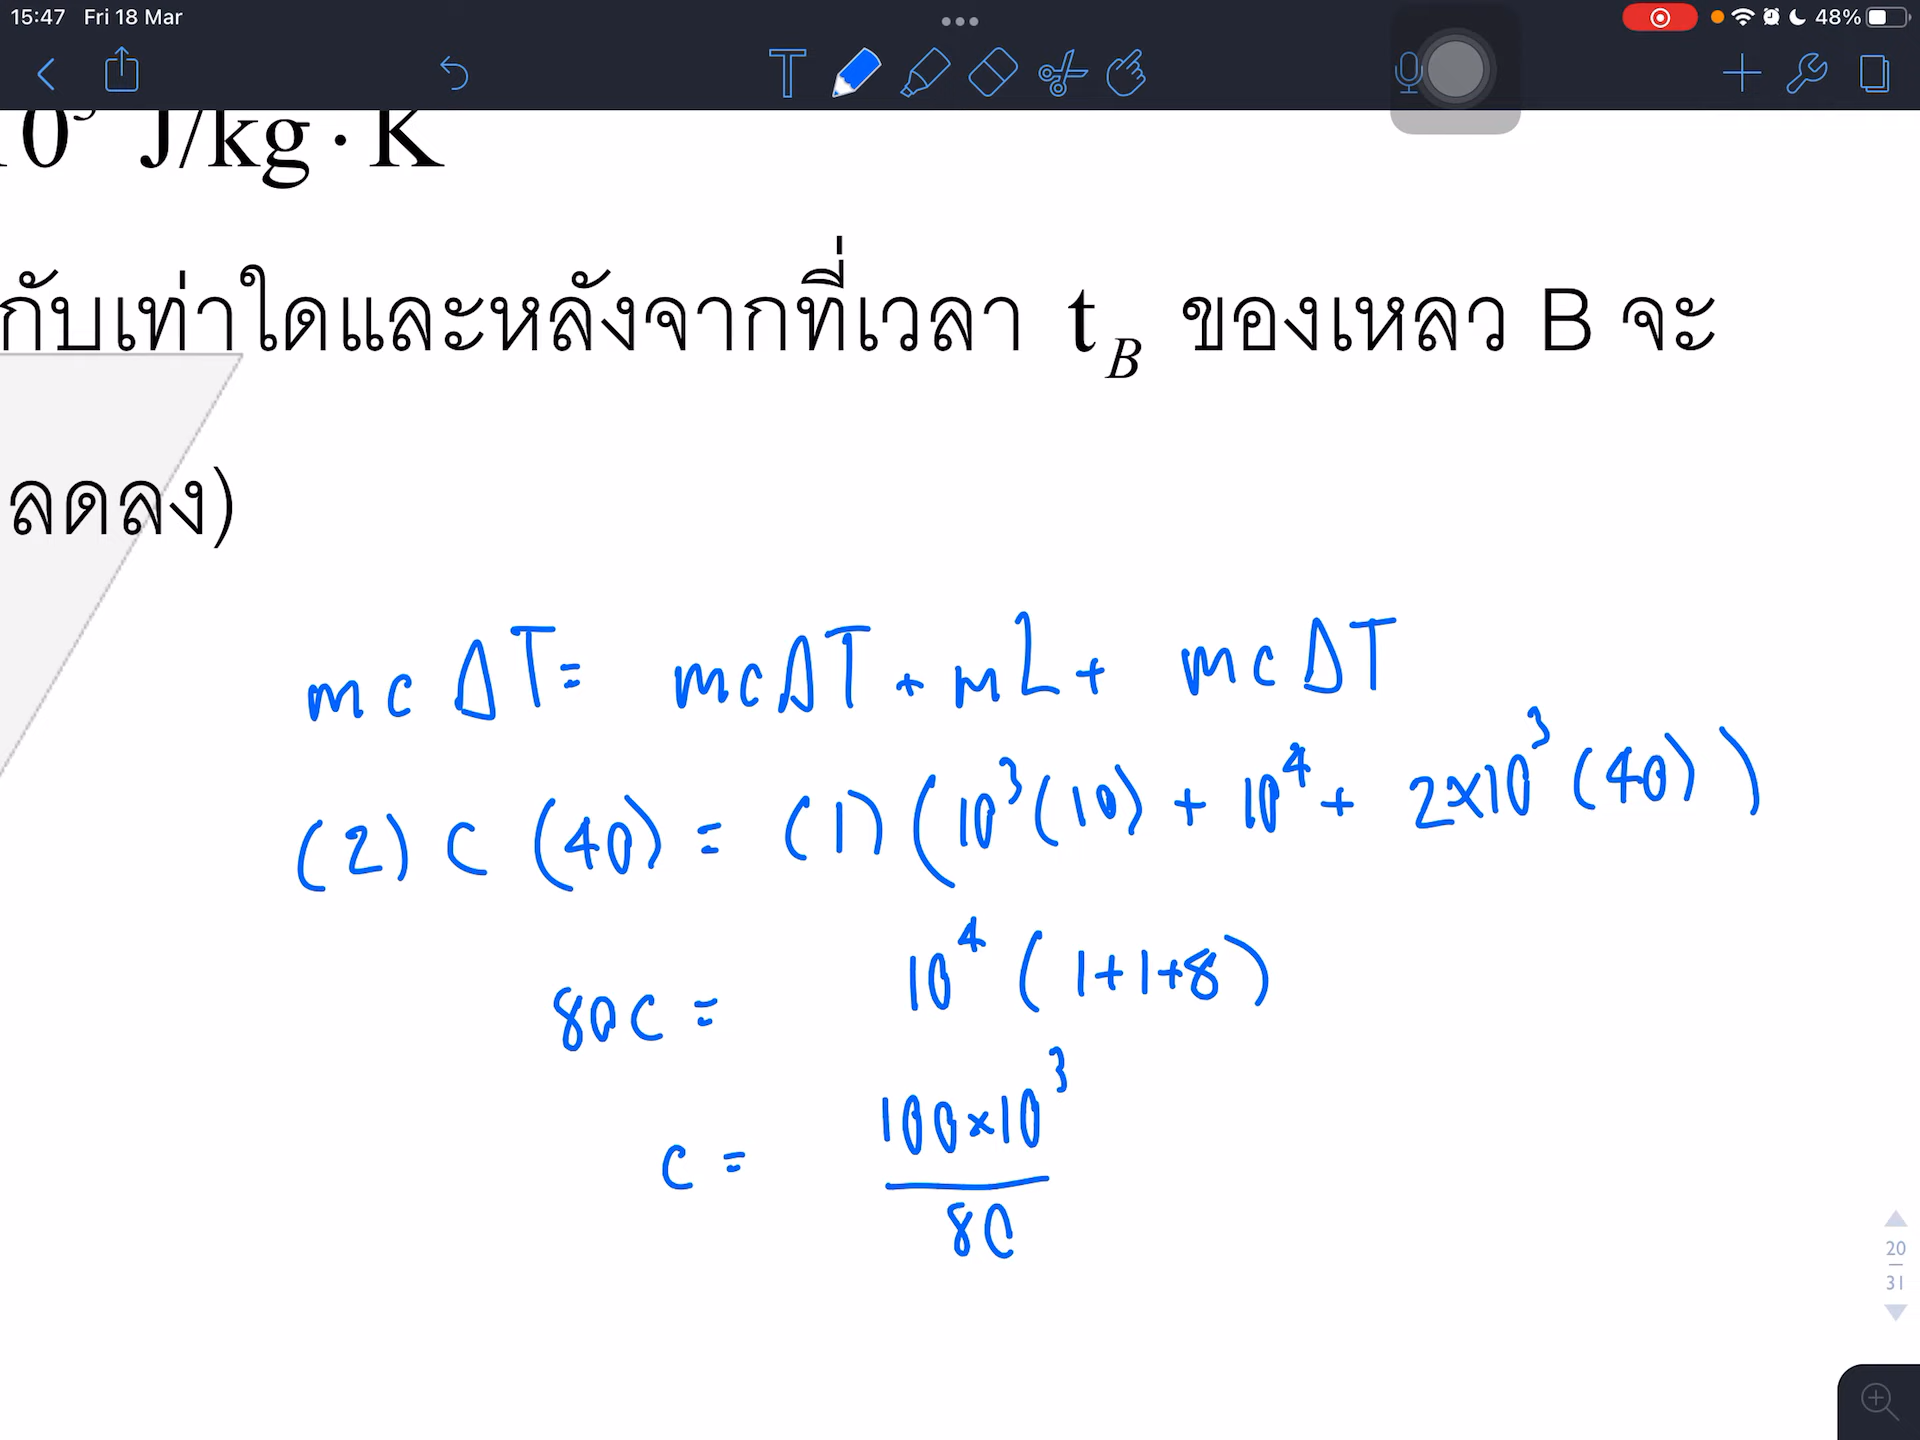 15:47 Fri 18 Mar
48%
10³ J/kg · K
กับเท่าใดและหลังจากที่เวลา t_B ของเหลว B จะ
ลดลง)
mcΔT = mcΔT + mL + mcΔT
(2) c (40) = (1) (10³(10) + 10⁴ + 2×10³ (40))
80c = 10⁴ (1+1+8)
c = 100×10³
80
20
31